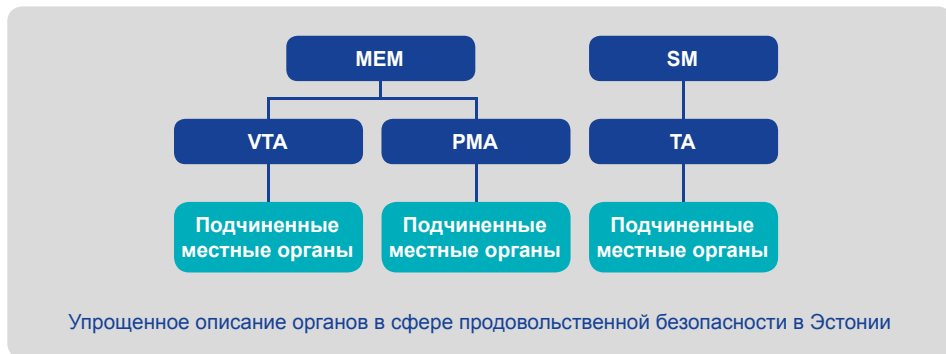 MEM
SM
VTA
PMA
TA
Подчиненные
местные органы
Подчиненные
местные органы
Подчиненные
местные органы
Упрощенное описание органов в сфере продовольственной безопасности в Эстонии